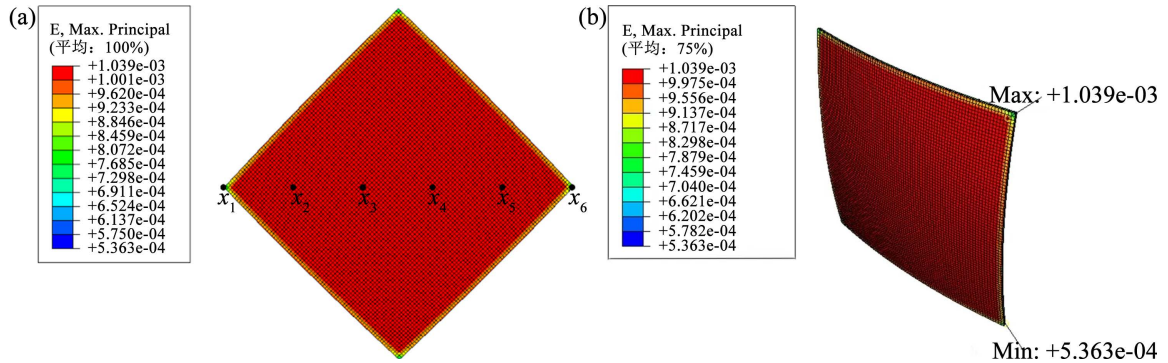 (a)
E, Max. Principal
(平均：100%)
+1.039e-03
+1.001e-03
+9.620e-04
+9.233e-04
+8.846e-04
+8.459e-04
+8.072e-04
+7.685e-04
+7.298e-04
+6.911e-04
+6.524e-04
+6.137e-04
+5.750e-04
+5.363e-04
x1 x2 x3 x4 x5 x6
(b)
E, Max. Principal
(平均：75%)
+1.039e-03
+9.975e-04
+9.556e-04
+9.137e-04
+8.717e-04
+8.298e-04
+7.879e-04
+7.459e-04
+7.040e-04
+6.621e-04
+6.202e-04
+5.782e-04
+5.363e-04
Max: +1.039e-03
Min: +5.363e-04